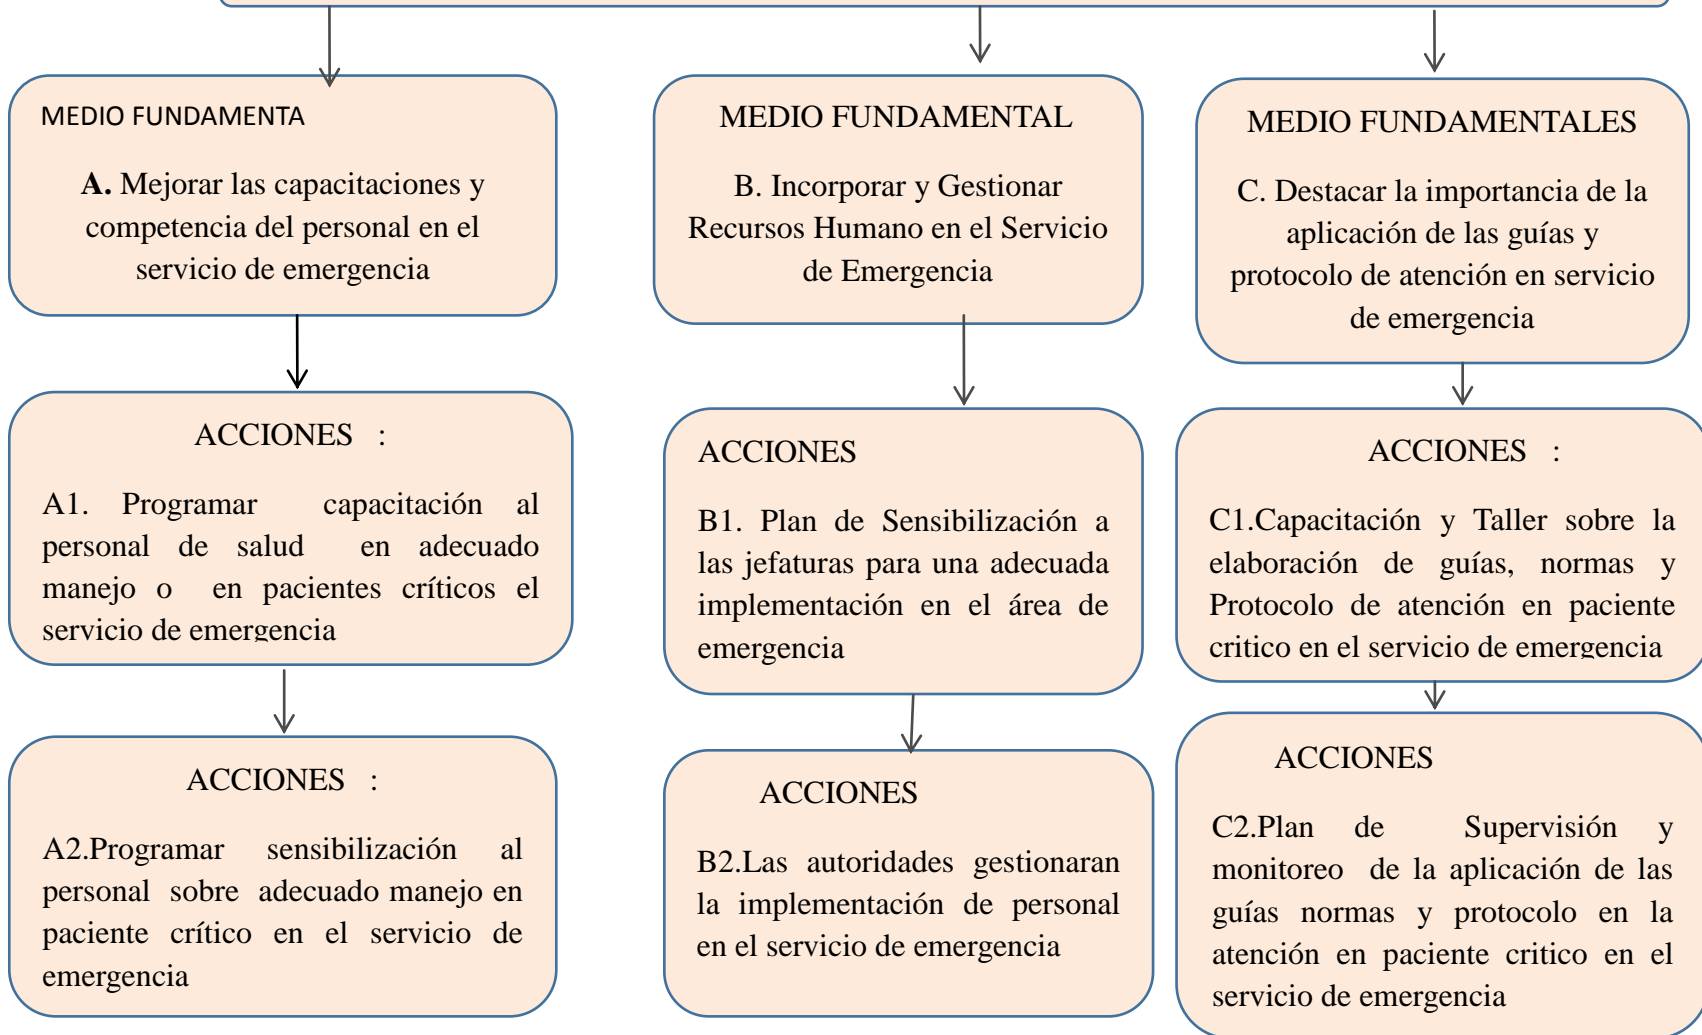 MEDIO FUNDAMENTA
A. Mejorar las capacitaciones y
competencia del personal en el
servicio de emergencia
MEDIO FUNDAMENTAL
B. Incorporar y Gestionar
Recursos Humano en el Servicio
de Emergencia
MEDIO FUNDAMENTALES
C. Destacar la importancia de la
aplicación de las guías y
protocolo de atención en servicio
de emergencia
ACCIONES :
A1. Programar capacitación al
personal de salud en adecuado
manejo o en pacientes críticos el
servicio de emergencia
ACCIONES
B1. Plan de Sensibilización a
las jefaturas para una adecuada
implementación en el área de
emergencia
ACCIONES :
C1.Capacitación y Taller sobre la
elaboración de guías, normas y
Protocolo de atención en paciente
critico en el servicio de emergencia
ACCIONES :
A2.Programar sensibilización al
personal sobre adecuado manejo en
paciente crítico en el servicio de
emergencia
ACCIONES
B2.Las autoridades gestionaran
la implementación de personal
en el servicio de emergencia
ACCIONES
C2.Plan de Supervisión y
monitoreo de la aplicación de las
guías normas y protocolo en la
atención en paciente critico en el
servicio de emergencia